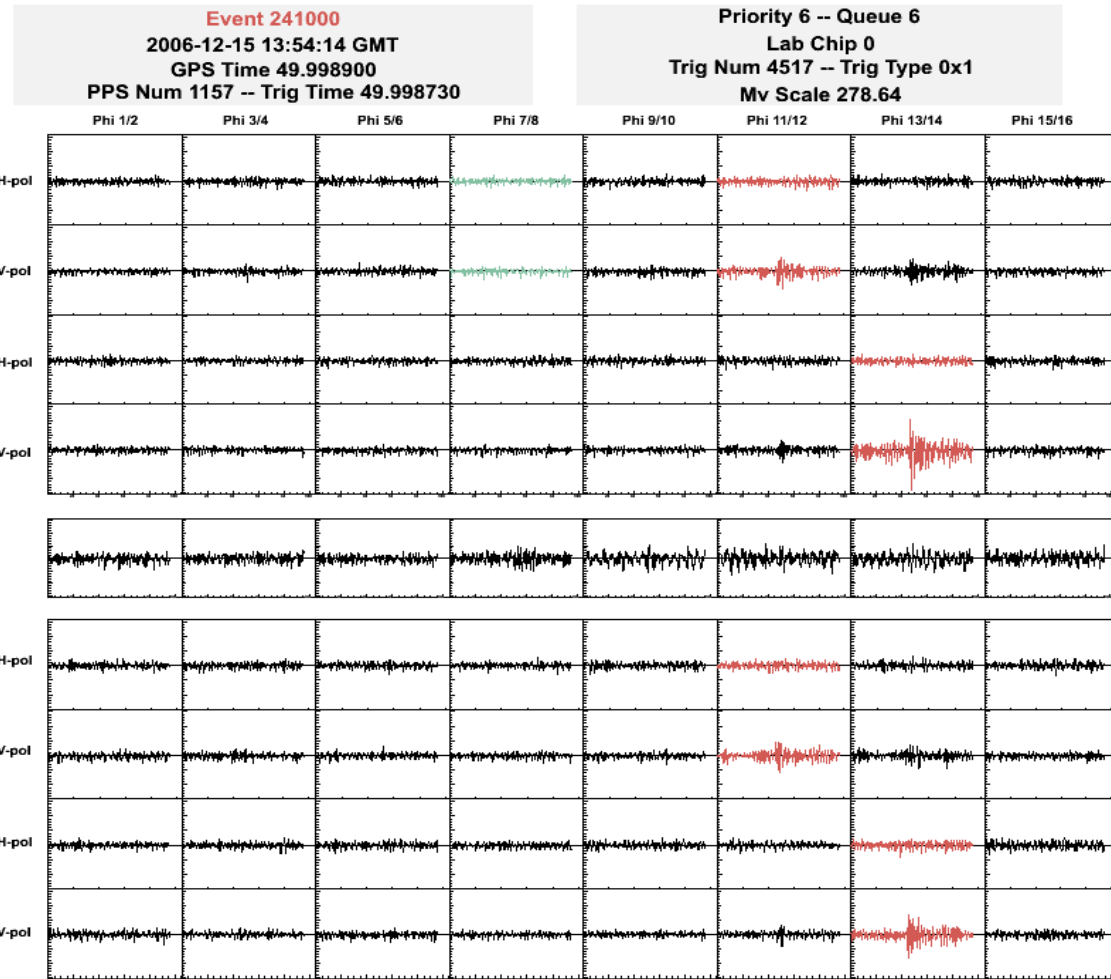 Event 241000
2006-12-15 13:54:14 GMT
GPS Time 49.998900
PPS Num 1157 -- Trig Time 49.998730
Priority 6 -- Queue 6
Lab Chip 0
Trig Num 4517 -- Trig Type 0x1
Mv Scale 278.64
Phi 1/2 Phi 3/4 Phi 5/6 Phi 7/8 Phi 9/10 Phi 11/12 Phi 13/14 Phi 15/16
H-pol
V-pol
H-pol
V-pol
H-pol
V-pol
H-pol
V-pol